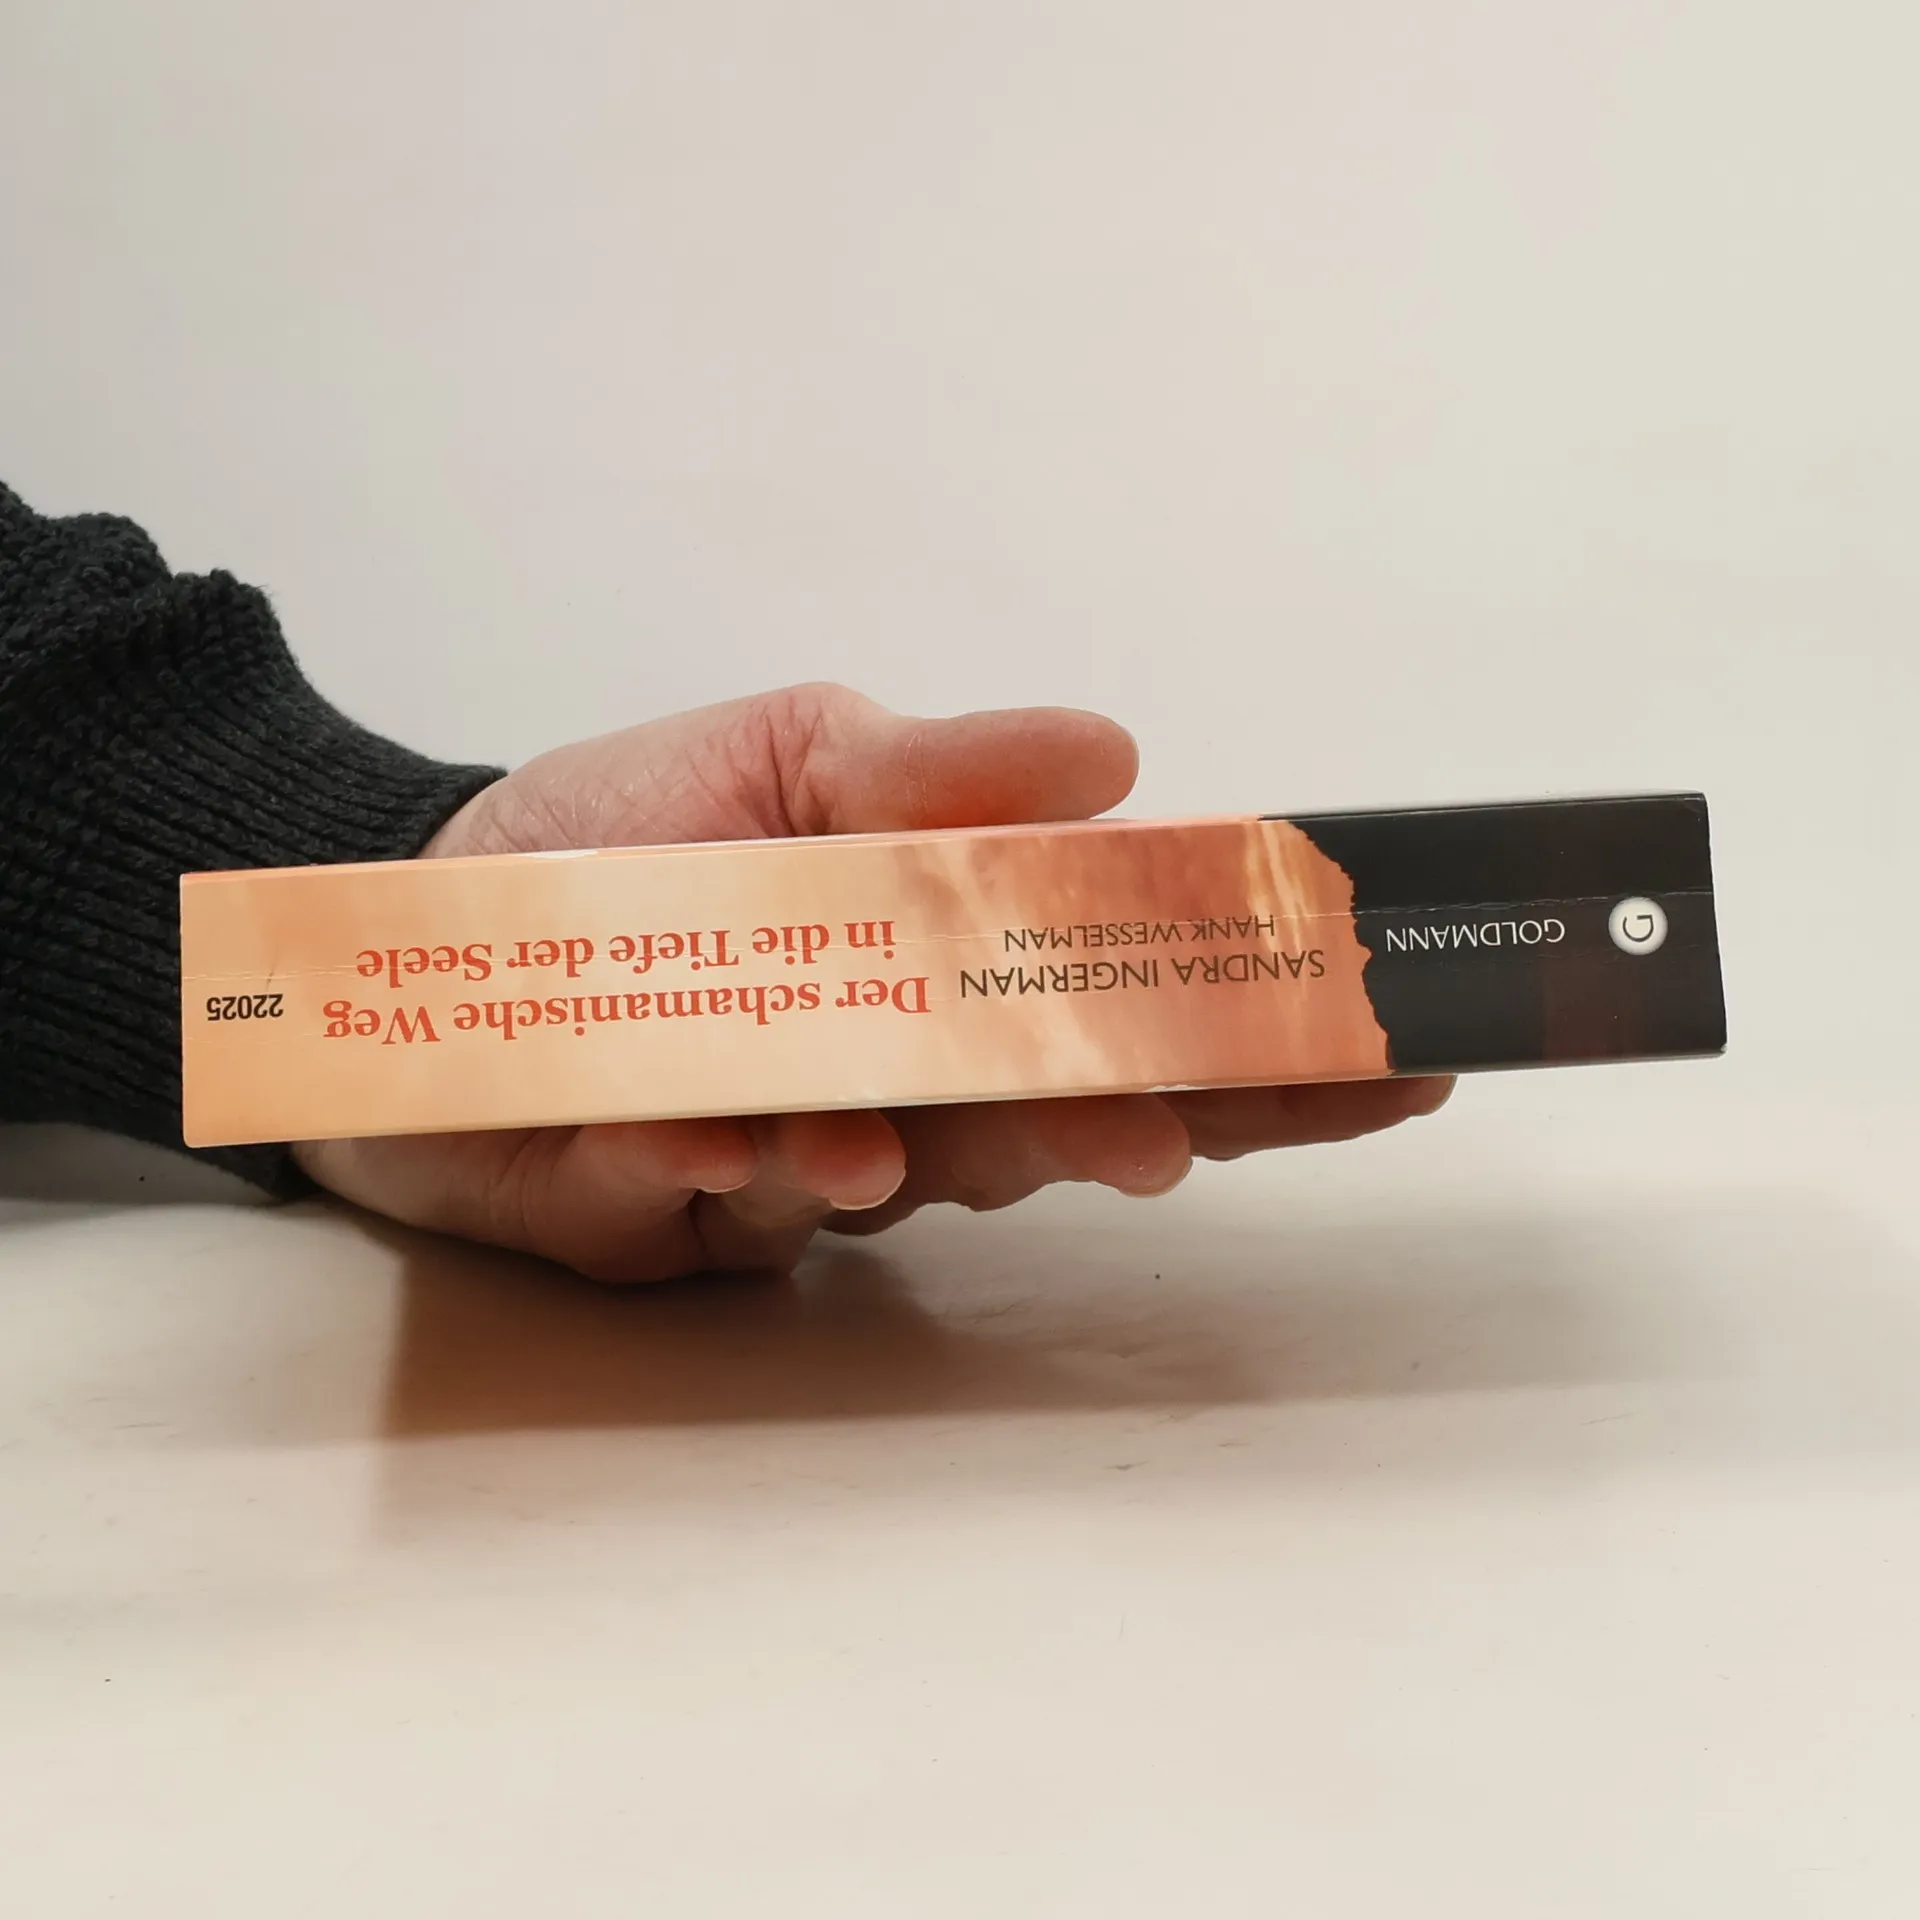 G
GOLDMANN
SANDRA INGERMAN
HANK WESSELMAN
Der schamanische Weg
in die Tiefe der Seele
22025